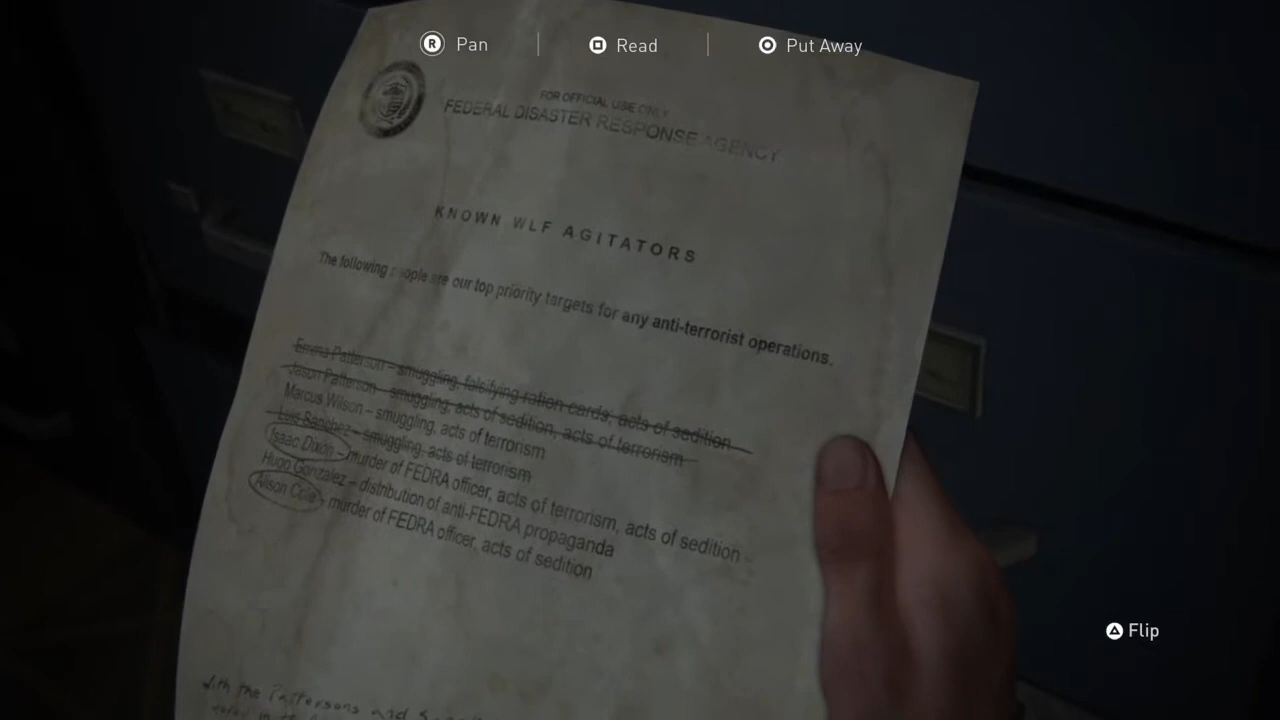 R Pan
Read
Put Away
FOR OFFICIAL USE ONLY
FEDERAL DISASTER RESPONSE AGENCY
KNOWN WLF AGITATORS
The following people are our top priority targets for any anti-terrorist operations.
Emma Patterson – smuggling, falsifying ration cards, acts of sedition
Jason Patterson – smuggling, acts of sedition, acts of terrorism
Marcus Wilson – smuggling, acts of terrorism
Luis Sanchez – smuggling, acts of terrorism
Isaac Dixon – murder of FEDRA officer, acts of terrorism, acts of sedition –
Hugo Gonzalez – distribution of anti-FEDRA propaganda
Alison Cole – murder of FEDRA officer, acts of sedition
Flip
With the Pattersons and